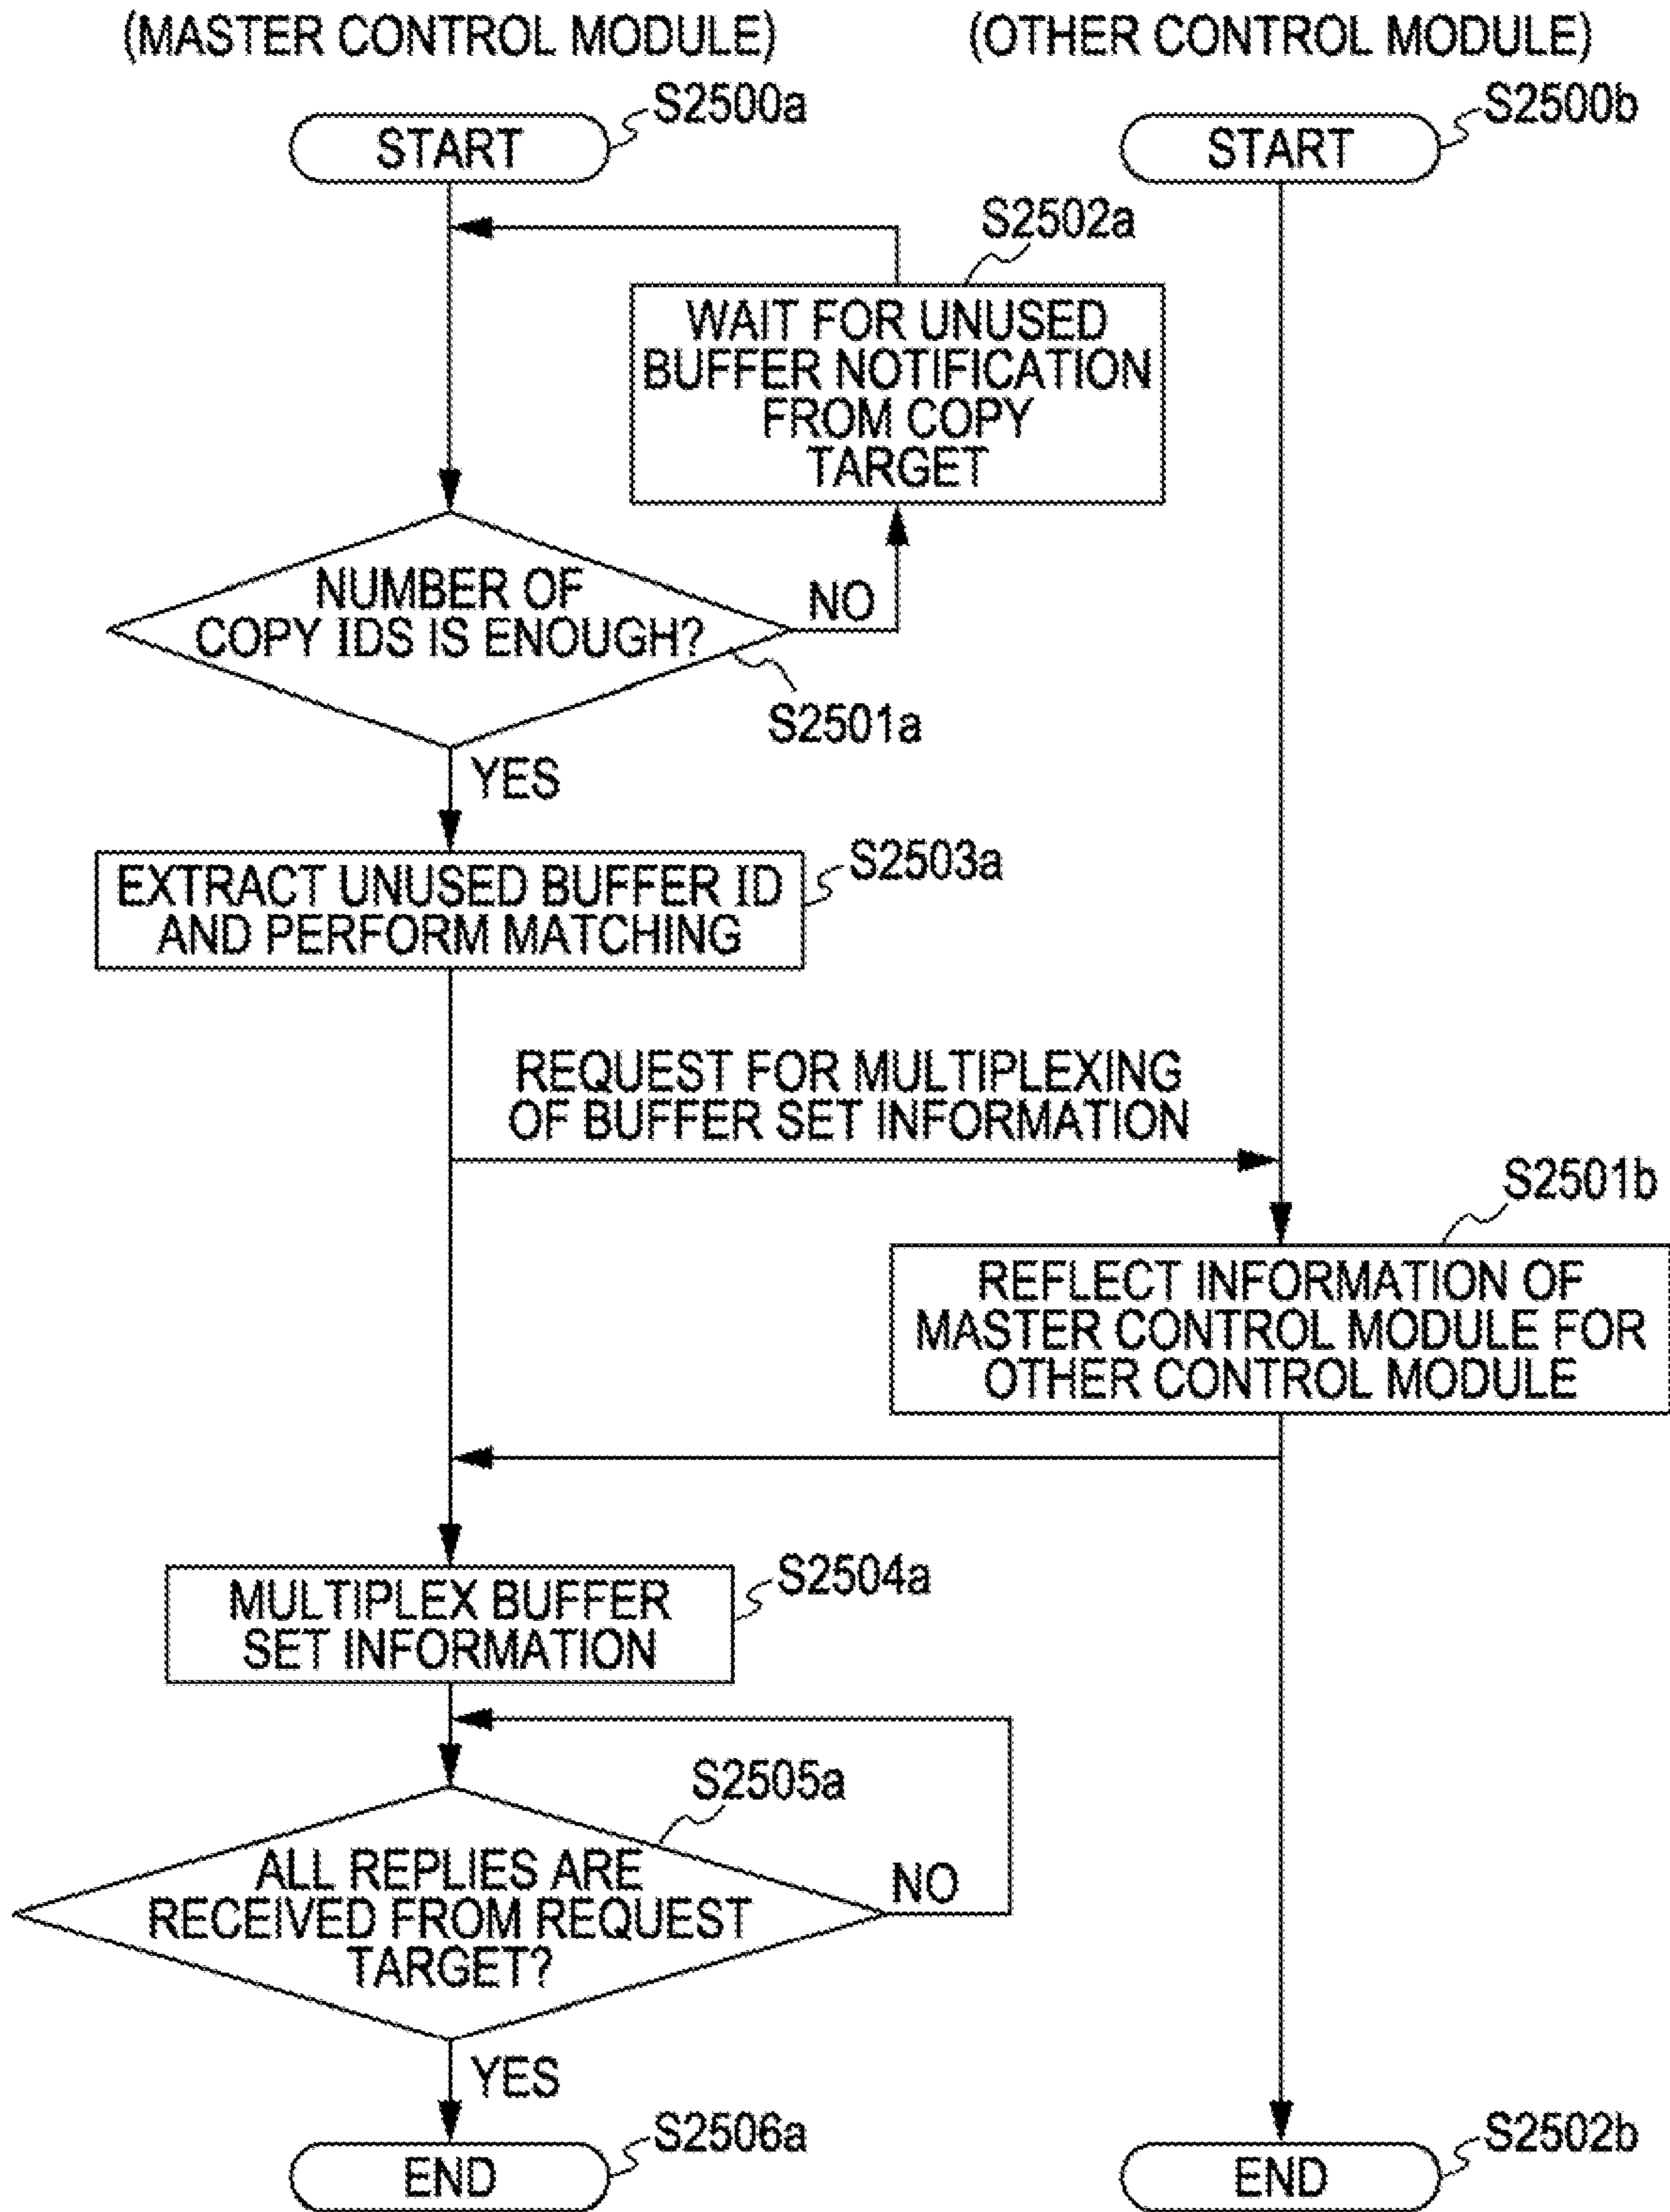 (MASTER CONTROL MODULE)
(OTHER CONTROL MODULE)
S2500a
START
S2500b
START
S2502a
WAIT FOR UNUSED
BUFFER NOTIFICATION
FROM COPY
TARGET
NUMBER OF
COPY IDS IS ENOUGH?
NO
S2501a
YES
S2503a
EXTRACT UNUSED BUFFER ID
AND PERFORM MATCHING
REQUEST FOR MULTIPLEXING
OF BUFFER SET INFORMATION
S2501b
REFLECT INFORMATION OF
MASTER CONTROL MODULE FOR
OTHER CONTROL MODULE
S2504a
MULTIPLEX BUFFER
SET INFORMATION
S2505a
ALL REPLIES ARE
RECEIVED FROM REQUEST
TARGET?
NO
YES
S2506a
END
S2502b
END